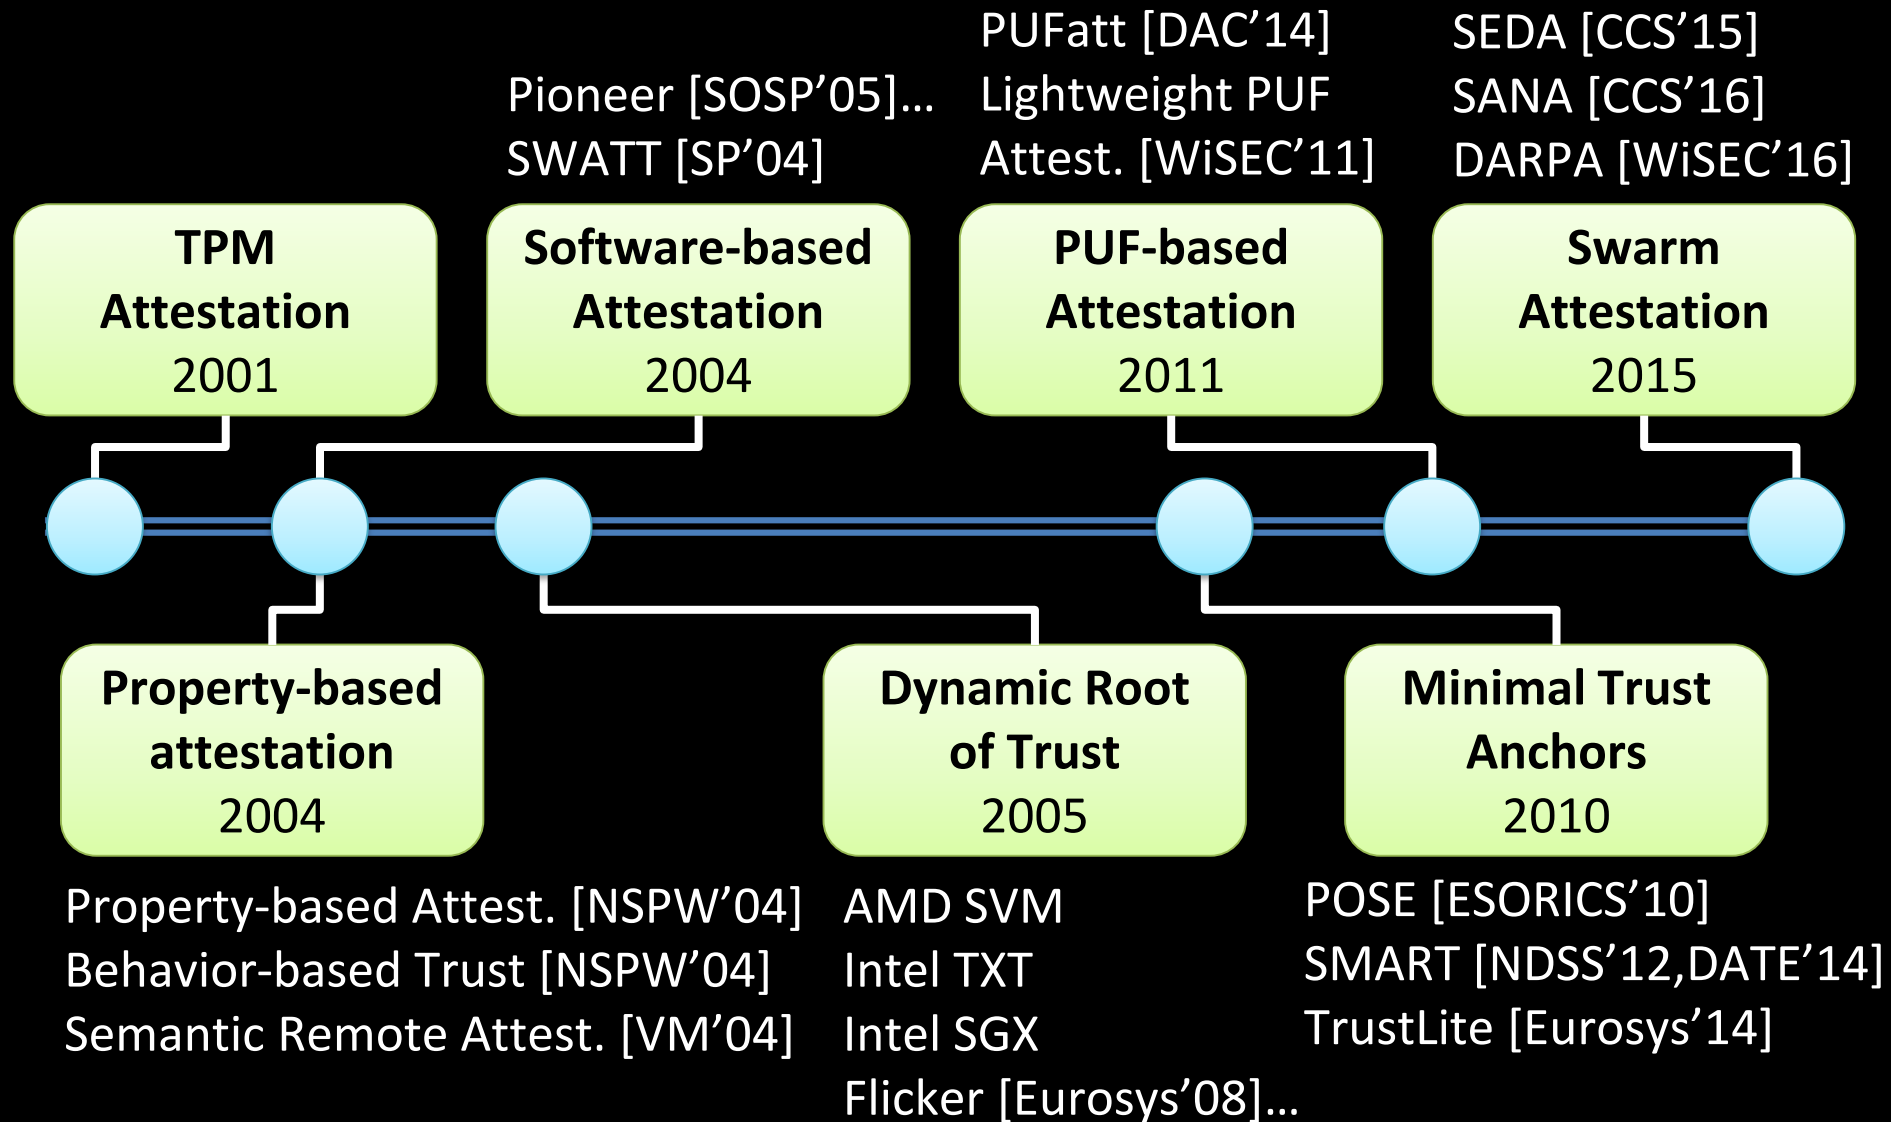 Pioneer [SOSP’05]…
SWATT [SP’04]
PUFatt [DAC’14]
Lightweight PUF
Attest. [WiSEC’11]
SEDA [CCS’15]
SANA [CCS’16]
DARPA [WiSEC’16]
TPM
Attestation
2001
Software-based
Attestation
2004
PUF-based
Attestation
2011
Swarm
Attestation
2015
Property-based
attestation
2004
Dynamic Root
of Trust
2005
Minimal Trust
Anchors
2010
Property-based Attest. [NSPW’04]
Behavior-based Trust [NSPW’04]
Semantic Remote Attest. [VM’04]
AMD SVM
Intel TXT
Intel SGX
Flicker [Eurosys’08]…
POSE [ESORICS’10]
SMART [NDSS’12,DATE’14]
TrustLite [Eurosys’14]